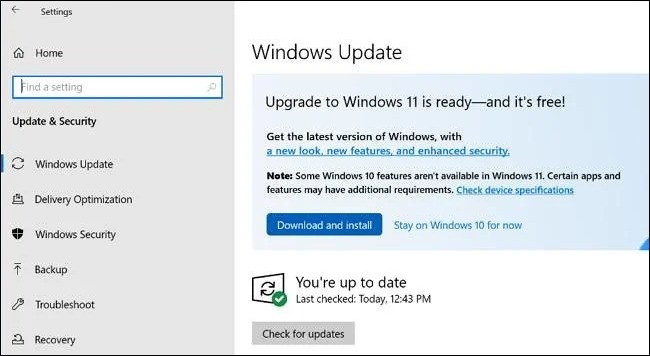 Settings
Home
Find a setting
Update & Security
Windows Update
Delivery Optimization
Windows Security
Backup
Troubleshoot
Recovery
Windows Update
Upgrade to Windows 11 is ready—and it's free!
Get the latest version of Windows, with
a new look, new features, and enhanced security.
Note: Some Windows 10 features aren't available in Windows 11. Certain apps and
features may have additional requirements. Check device specifications
Download and install Stay on Windows 10 for now
You're up to date
Last checked: Today, 12:43 PM
Check for updates